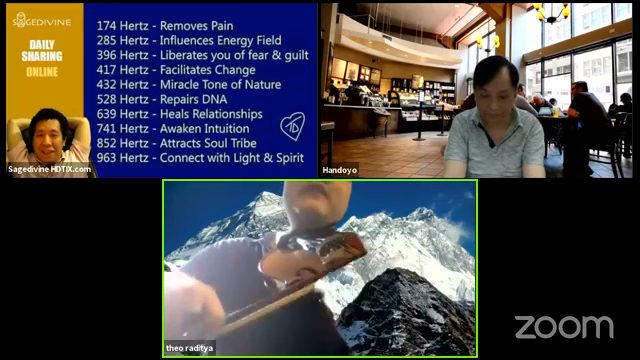 SAGEDIVINE
DAILY
SHARING
ONLINE
174 Hertz - Removes Pain
285 Hertz - Influences Energy Field
396 Hertz - Liberates you of fear & guilt
417 Hertz - Facilitates Change
432 Hertz - Miracle Tone of Nature
528 Hertz - Repairs DNA
639 Hertz - Heals Relationships
741 Hertz - Awaken Intuition
852 Hertz - Attracts Soul Tribe
963 Hertz - Connect with Light & Spirit
Sagedivine HDTIX.com
Handoyo
theo raditya
zoom